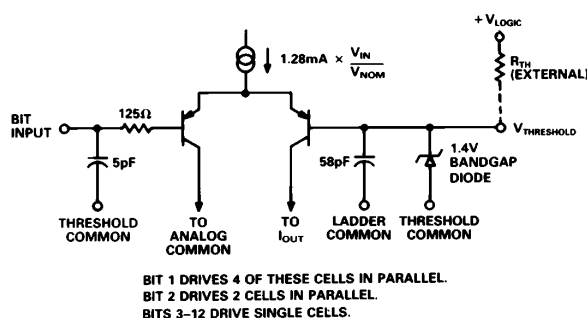 + VLOGIC
1.28mA × VIN
VNOM
RTH
(EXTERNAL)
125Ω
BIT
INPUT
VTHRESHOLD
5pF
58pF
1.4V
BANDGAP
DIODE
THRESHOLD
COMMON
TO
ANALOG
COMMON
TO
IOUT
LADDER
COMMON
THRESHOLD
COMMON
BIT 1 DRIVES 4 OF THESE CELLS IN PARALLEL.
BIT 2 DRIVES 2 CELLS IN PARALLEL.
BITS 3–12 DRIVE SINGLE CELLS.